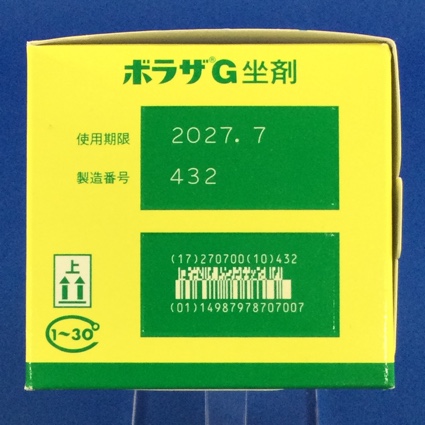 ボラザ®G坐剤
使用期限 2027. 7
製造番号 432
(17)270700(10)432
(01)14987978707007
上
1〜30°